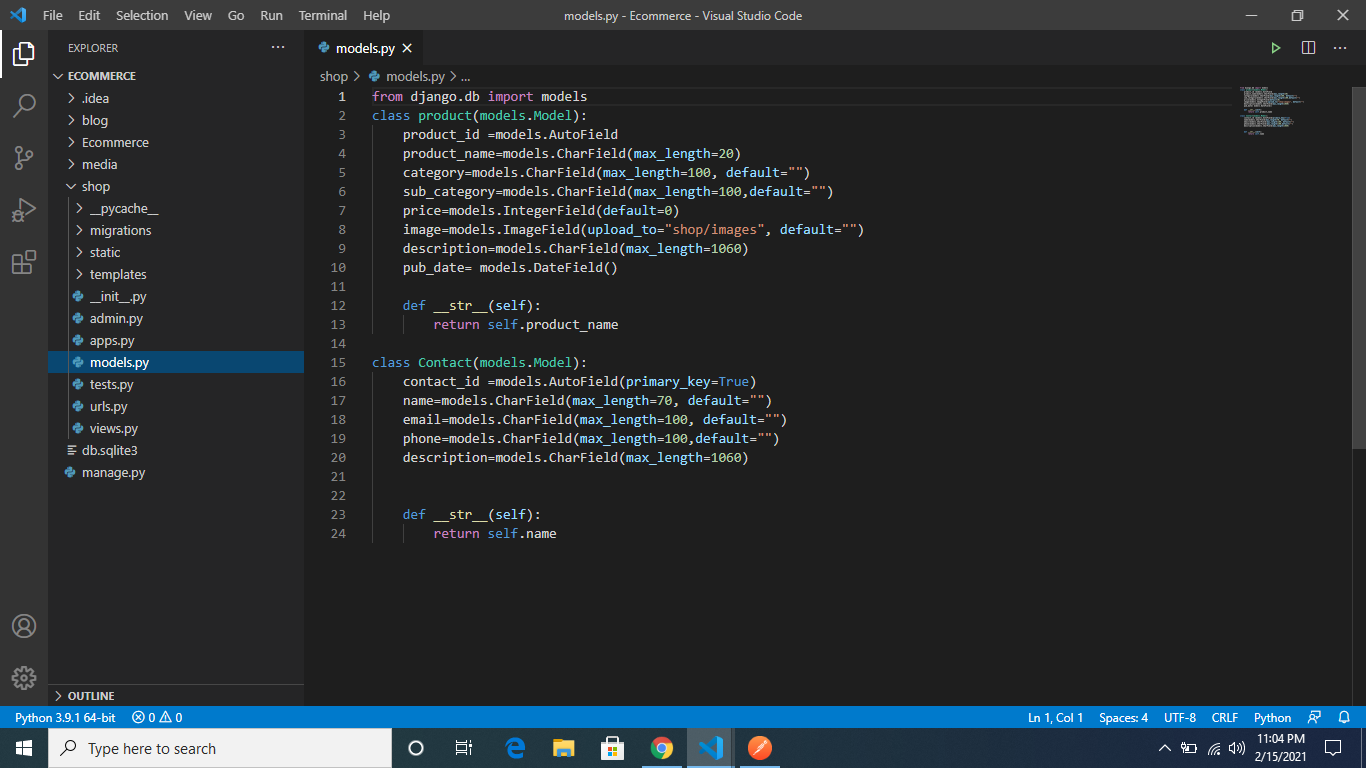 File Edit Selection View Go Run Terminal Help
models.py - Ecommerce - Visual Studio Code
EXPLORER
ECOMMERCE
.idea
blog
Ecommerce
media
shop
__pycache__
migrations
static
templates
__init__.py
admin.py
apps.py
models.py
tests.py
urls.py
views.py
db.sqlite3
manage.py
OUTLINE
models.py
shop > models.py > ...
1 from django.db import models
2 class product(models.Model):
3     product_id =models.AutoField
4     product_name=models.CharField(max_length=20)
5     category=models.CharField(max_length=100, default="")
6     sub_category=models.CharField(max_length=100,default="")
7     price=models.IntegerField(default=0)
8     image=models.ImageField(upload_to="shop/images", default="")
9     description=models.CharField(max_length=1060)
10     pub_date= models.DateField()
11
12     def __str__(self):
13         return self.product_name
14
15 class Contact(models.Model):
16     contact_id =models.AutoField(primary_key=True)
17     name=models.CharField(max_length=70, default="")
18     email=models.CharField(max_length=100, default="")
19     phone=models.CharField(max_length=100,default="")
20     description=models.CharField(max_length=1060)
21
22
23     def __str__(self):
24         return self.name
Python 3.9.1 64-bit 0 0 Ln 1, Col 1 Spaces: 4 UTF-8 CRLF Python
Type here to search
11:04 PM
2/15/2021